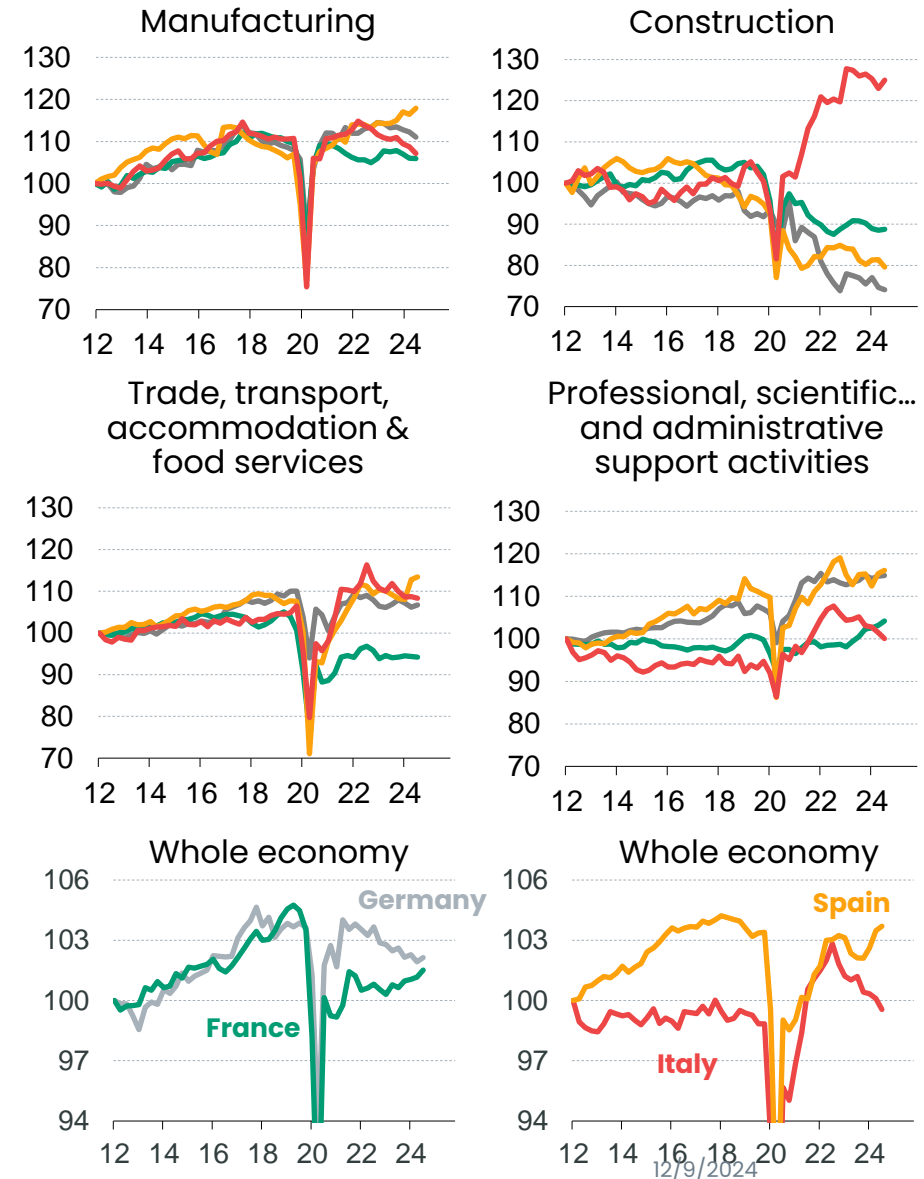 Manufacturing
130
120
110
100
90
80
70
12 14 16 18 20 22 24
Construction
130
120
110
100
90
80
70
12 14 16 18 20 22 24
Trade, transport,
accommodation &
food services
130
120
110
100
90
80
70
12 14 16 18 20 22 24
Professional, scientific...
and administrative
support activities
130
120
110
100
90
80
70
12 14 16 18 20 22 24
Whole economy
106
103
100
97
94
Germany
France
12 14 16 18 20 22 24
Whole economy
106
103
100
97
94
Spain
Italy
12 14 16 18 20 22 24
12/9/2024